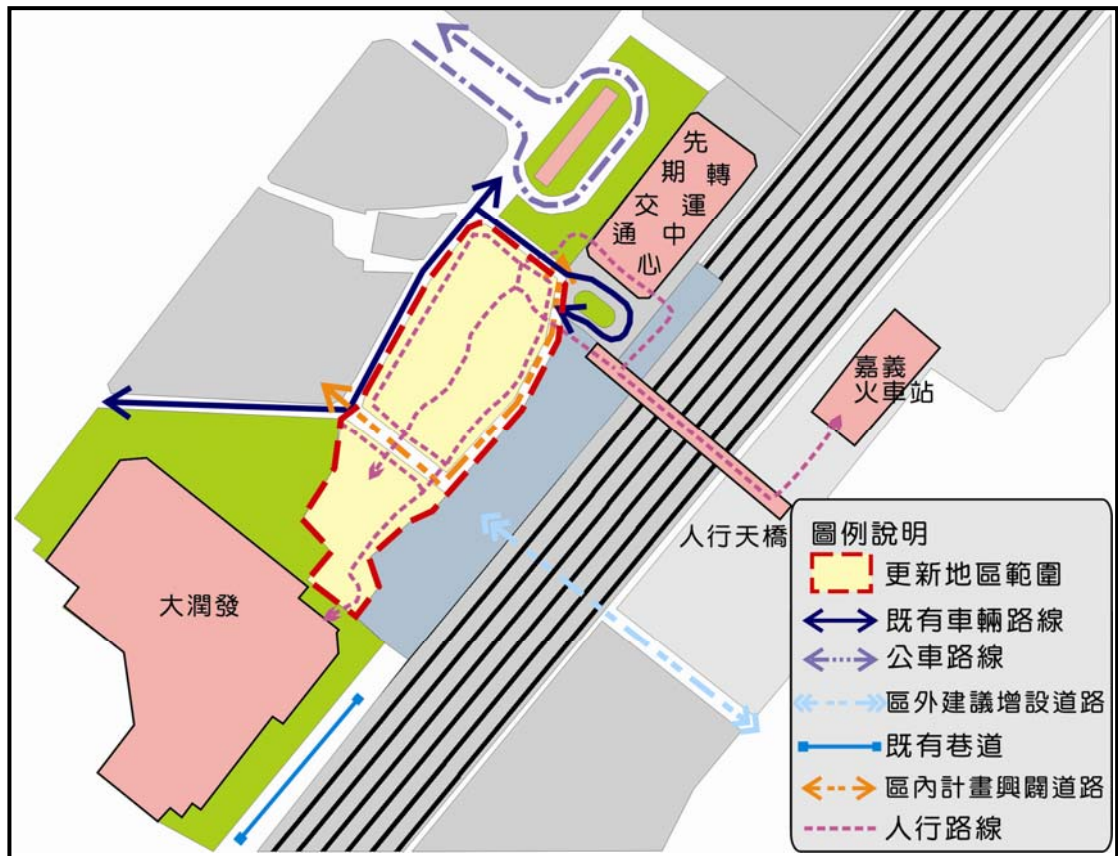 先期交通
轉運中心
嘉義
火車站
人行天橋
大潤發
圖例說明
更新地區範圍
既有車輛路線
公車路線
區外建議增設道路
既有巷道
區內計畫興闢道路
人行路線